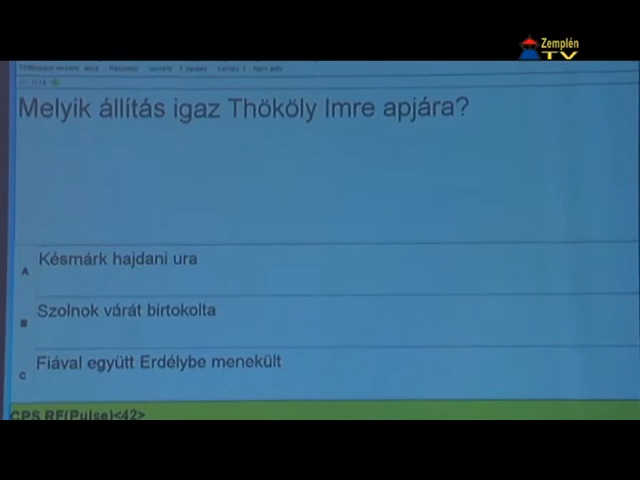 Zemplén
TV
Melyik állítás igaz Thököly Imre apjára?
A Késmárk hajdani ura
B Szolnok várát birtokolta
C Fiával együtt Erdélybe menekült
CPS RF(Pulse)<42>